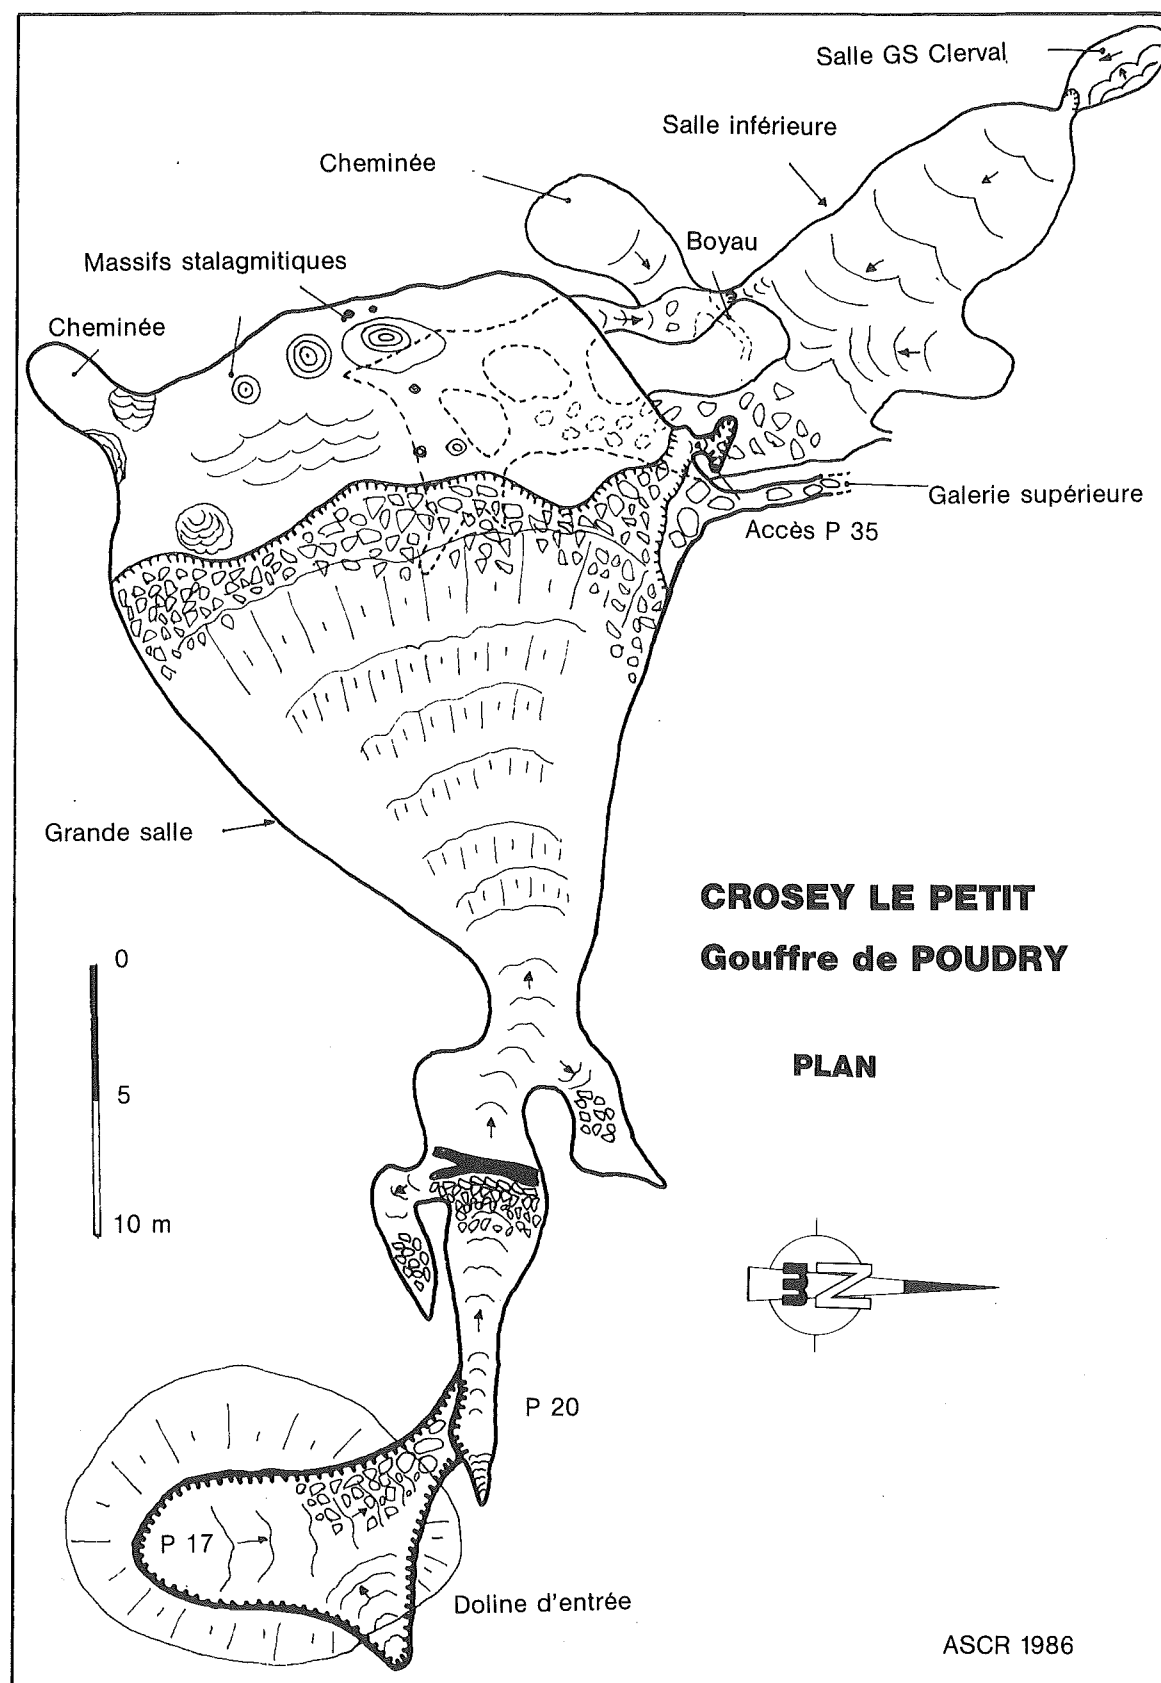 Salle GS Clerval
Salle inférieure
Cheminée
Boyau
Massifs stalagmitiques
Cheminée
Galerie supérieure
Accès P 35
Grande salle
CROSEY LE PETIT
Gouffre de POUDRY
0
PLAN
5
10 m
N
P 20
P 17
Doline d'entrée
ASCR 1986